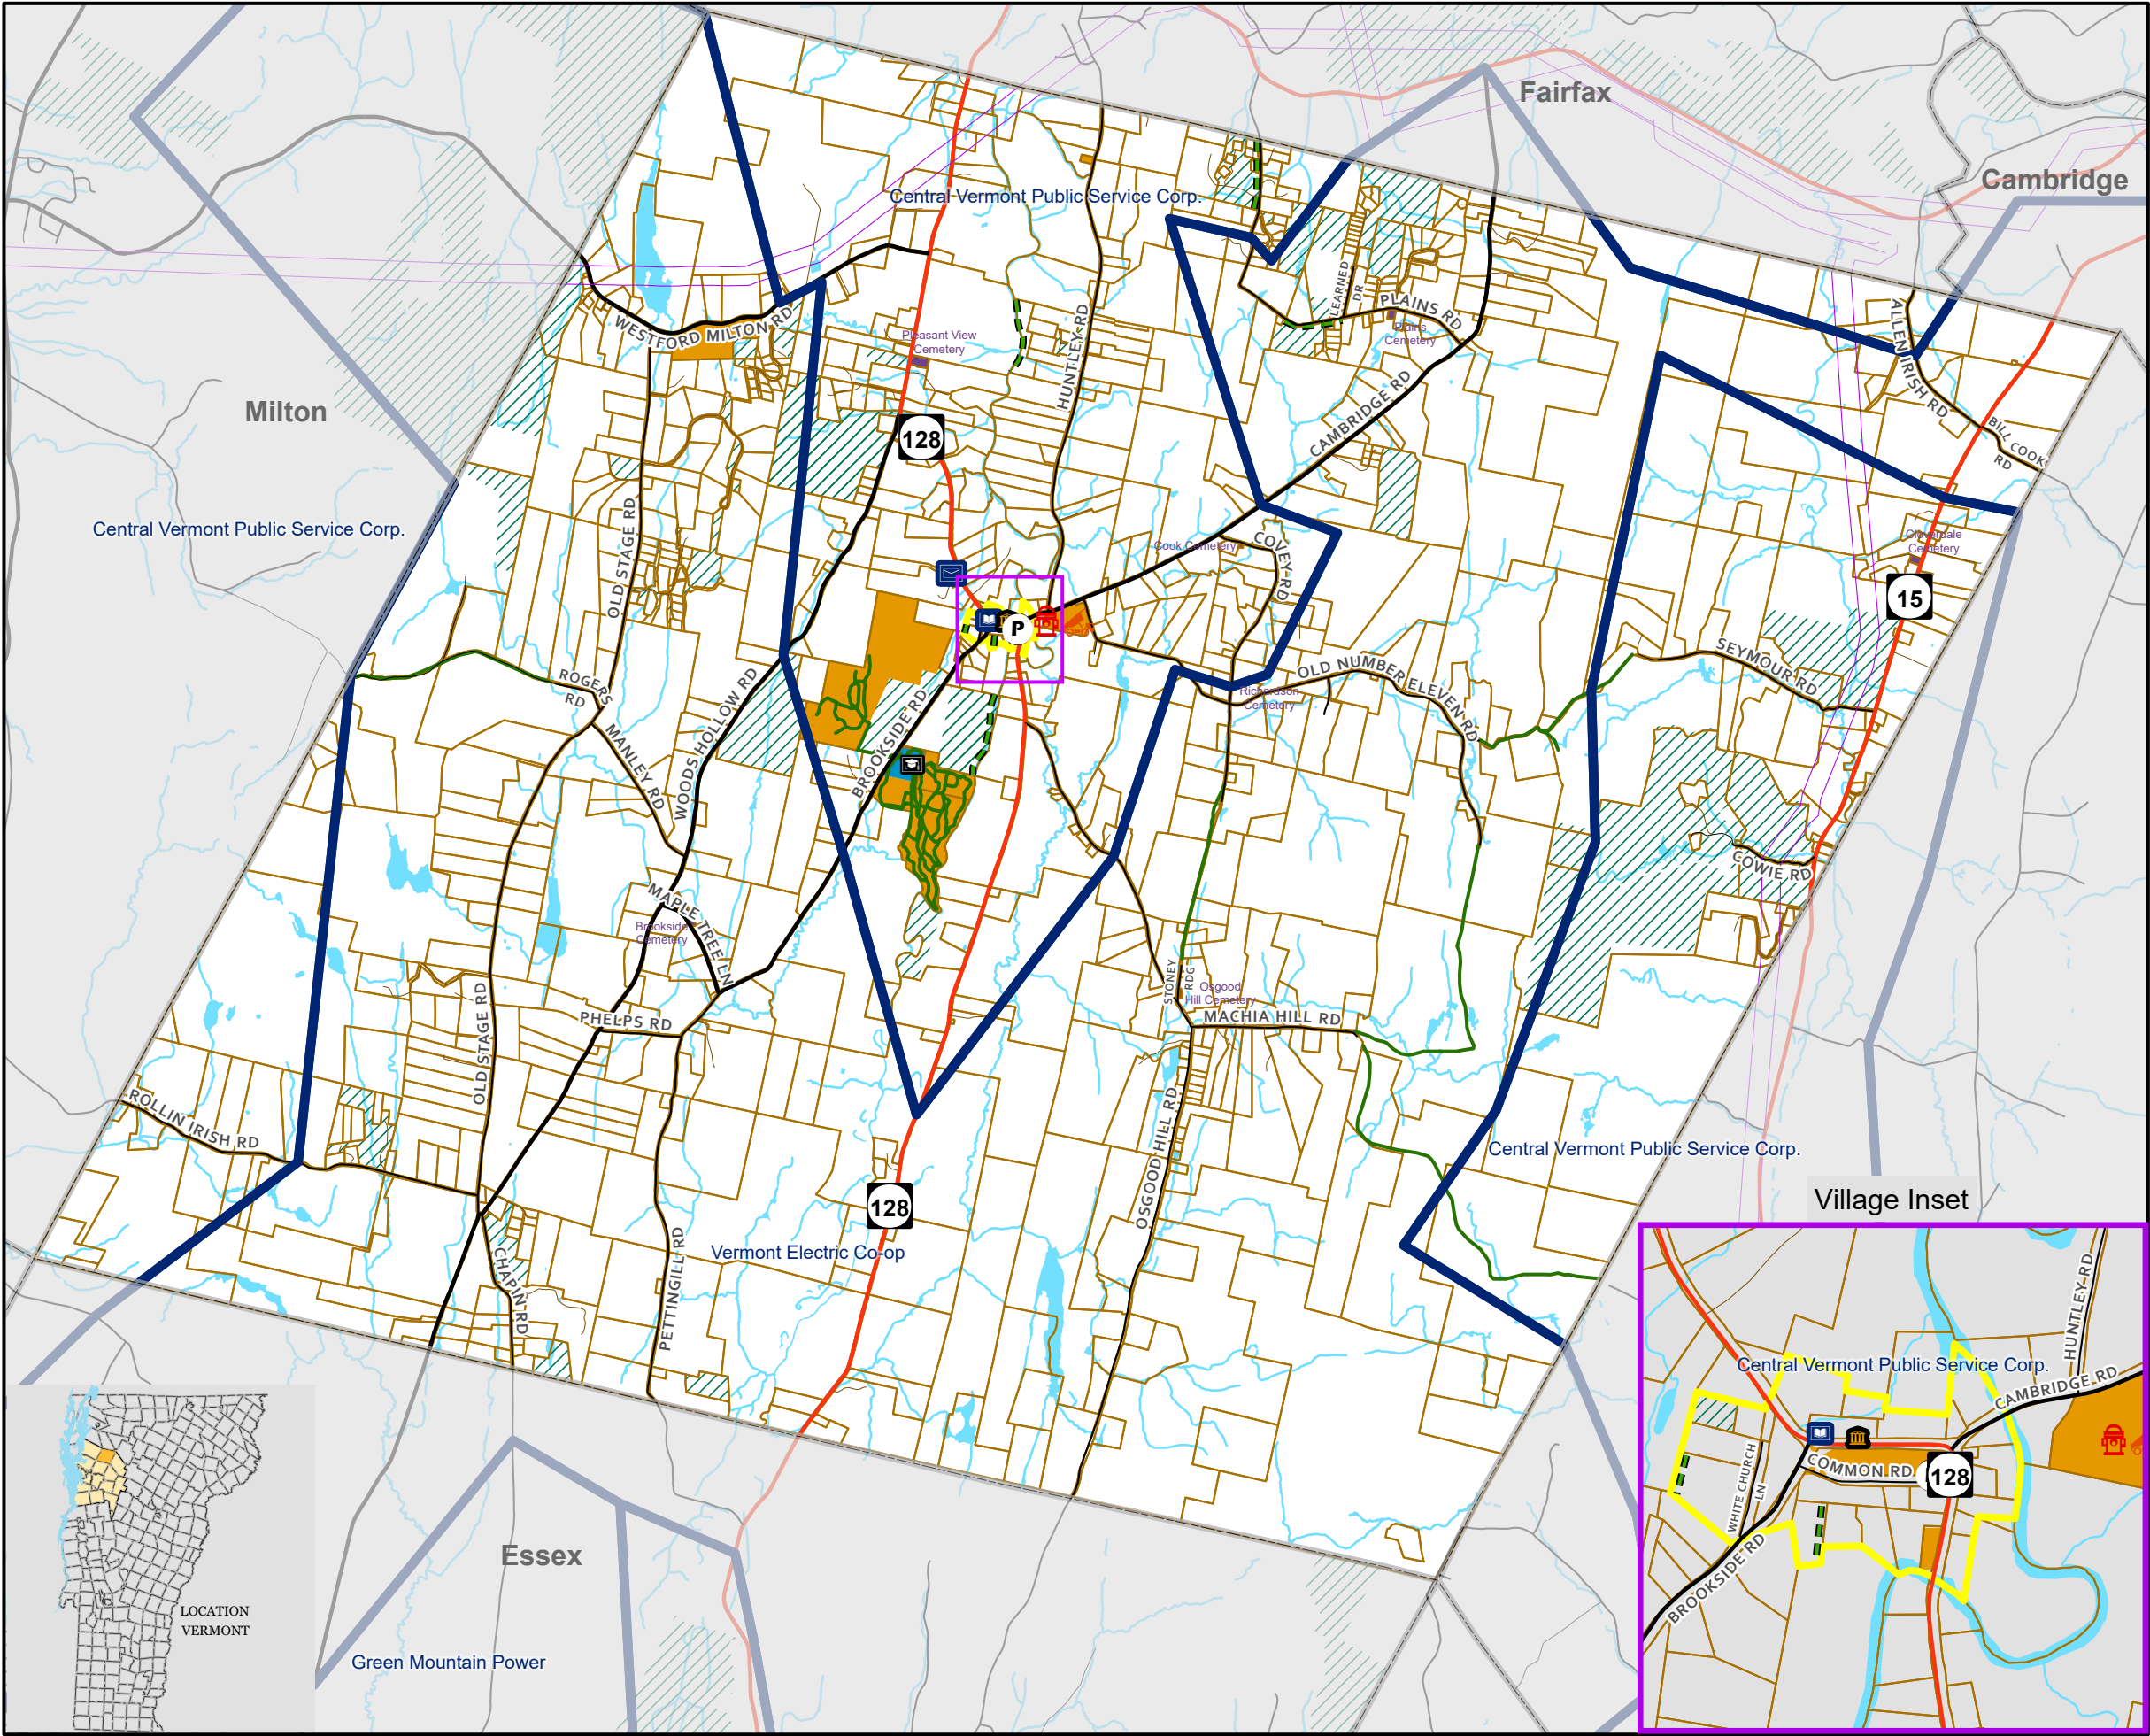 Fairfax
Cambridge
Central Vermont Public Service Corp.
LEARNED
DR
PLAINS RD
Plains
Cemetery
WESTFORD MILTON RD
Pleasant View
Cemetery
HUNTLEY RD
ALLEN IRISH RD
BILL COOK
RD
Milton
128
CAMBRIDGE RD
Central Vermont Public Service Corp.
OLD STAGE RD
Cook Cemetery
COVEY RD
Cloverdale
Cemetery
15
P
SEYMOUR RD
ROGERS
RD
OLD NUMBER ELEVEN RD
Richardson
Cemetery
MANLEY RD
WOODS HOLLOW RD
BROOKSIDE RD
COWIE RD
MAPLE TREE LN
Brookside
Cemetery
STONEY
RDG
Osgood
Hill Cemetery
OLD STAGE RD
PHELPS RD
MACHIA HILL RD
ROLLIN IRISH RD
OSGOOD HILL RD
Central Vermont Public Service Corp.
128
Vermont Electric Co-op
CHAPIN RD
PETTINGILL RD
Village Inset
HUNTLEY RD
Central Vermont Public Service Corp.
CAMBRIDGE RD
COMMON RD
128
WHITE CHURCH
LN
BROOKSIDE RD
Essex
LOCATION
VERMONT
Green Mountain Power